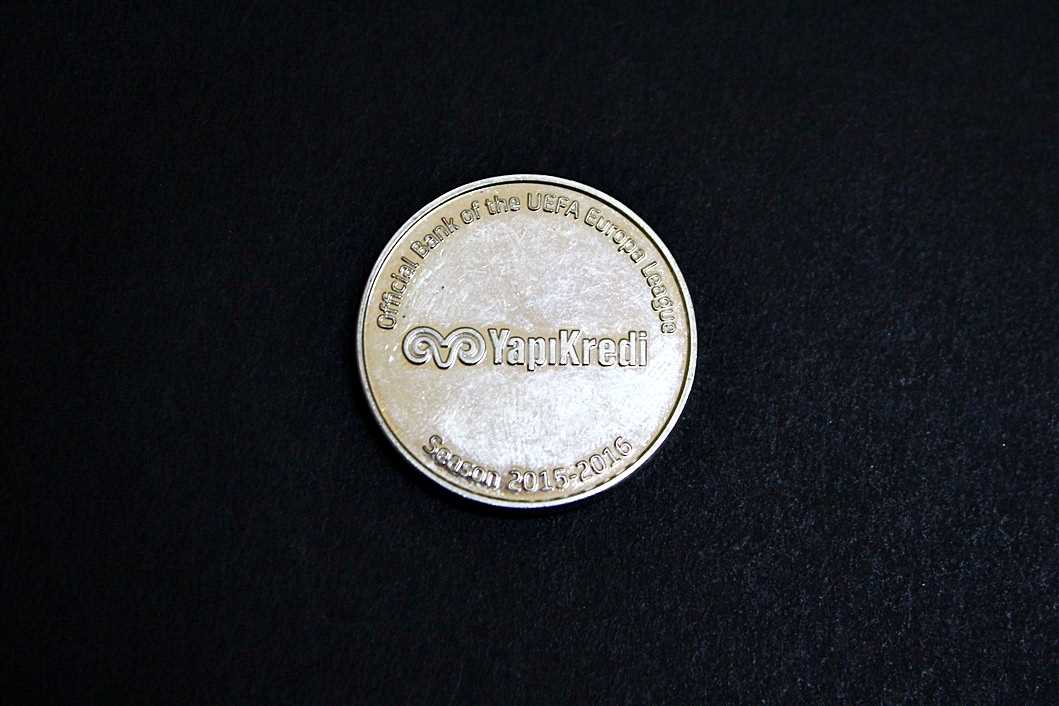 Official Bank of the UEFA Europa League
YapıKredi
Season 2015-2016